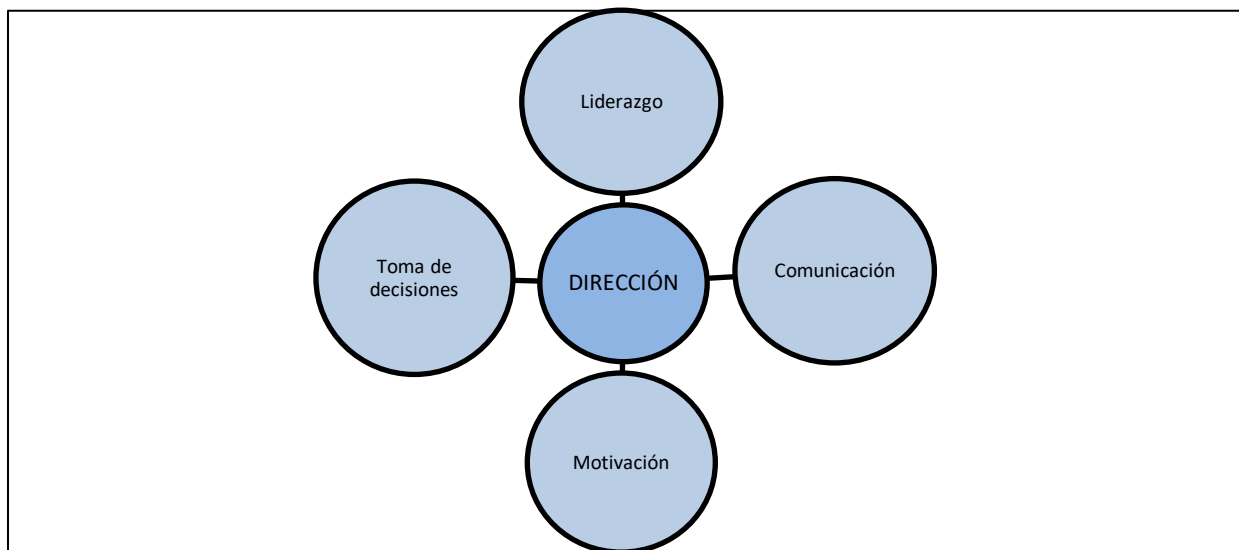 Liderazgo
Toma de
decisiones
DIRECCIÓN
Comunicación
Motivación